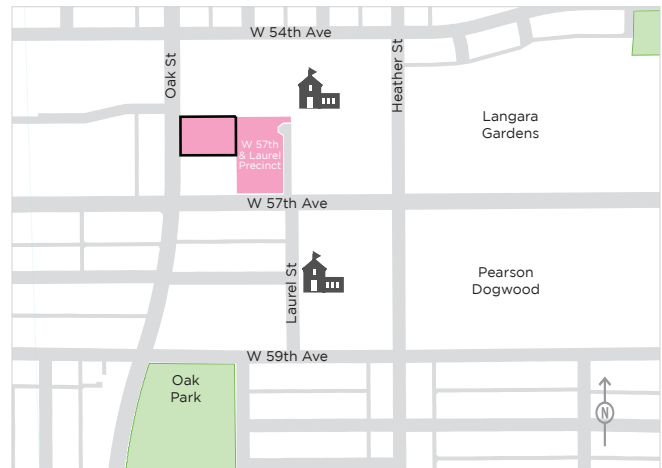 W 54th Ave
Oak St
Heather St
Langara
Gardens
W 57th
& Laurel
Precinct
W 57th Ave
Laurel St
Pearson
Dogwood
W 59th Ave
Oak
Park
N